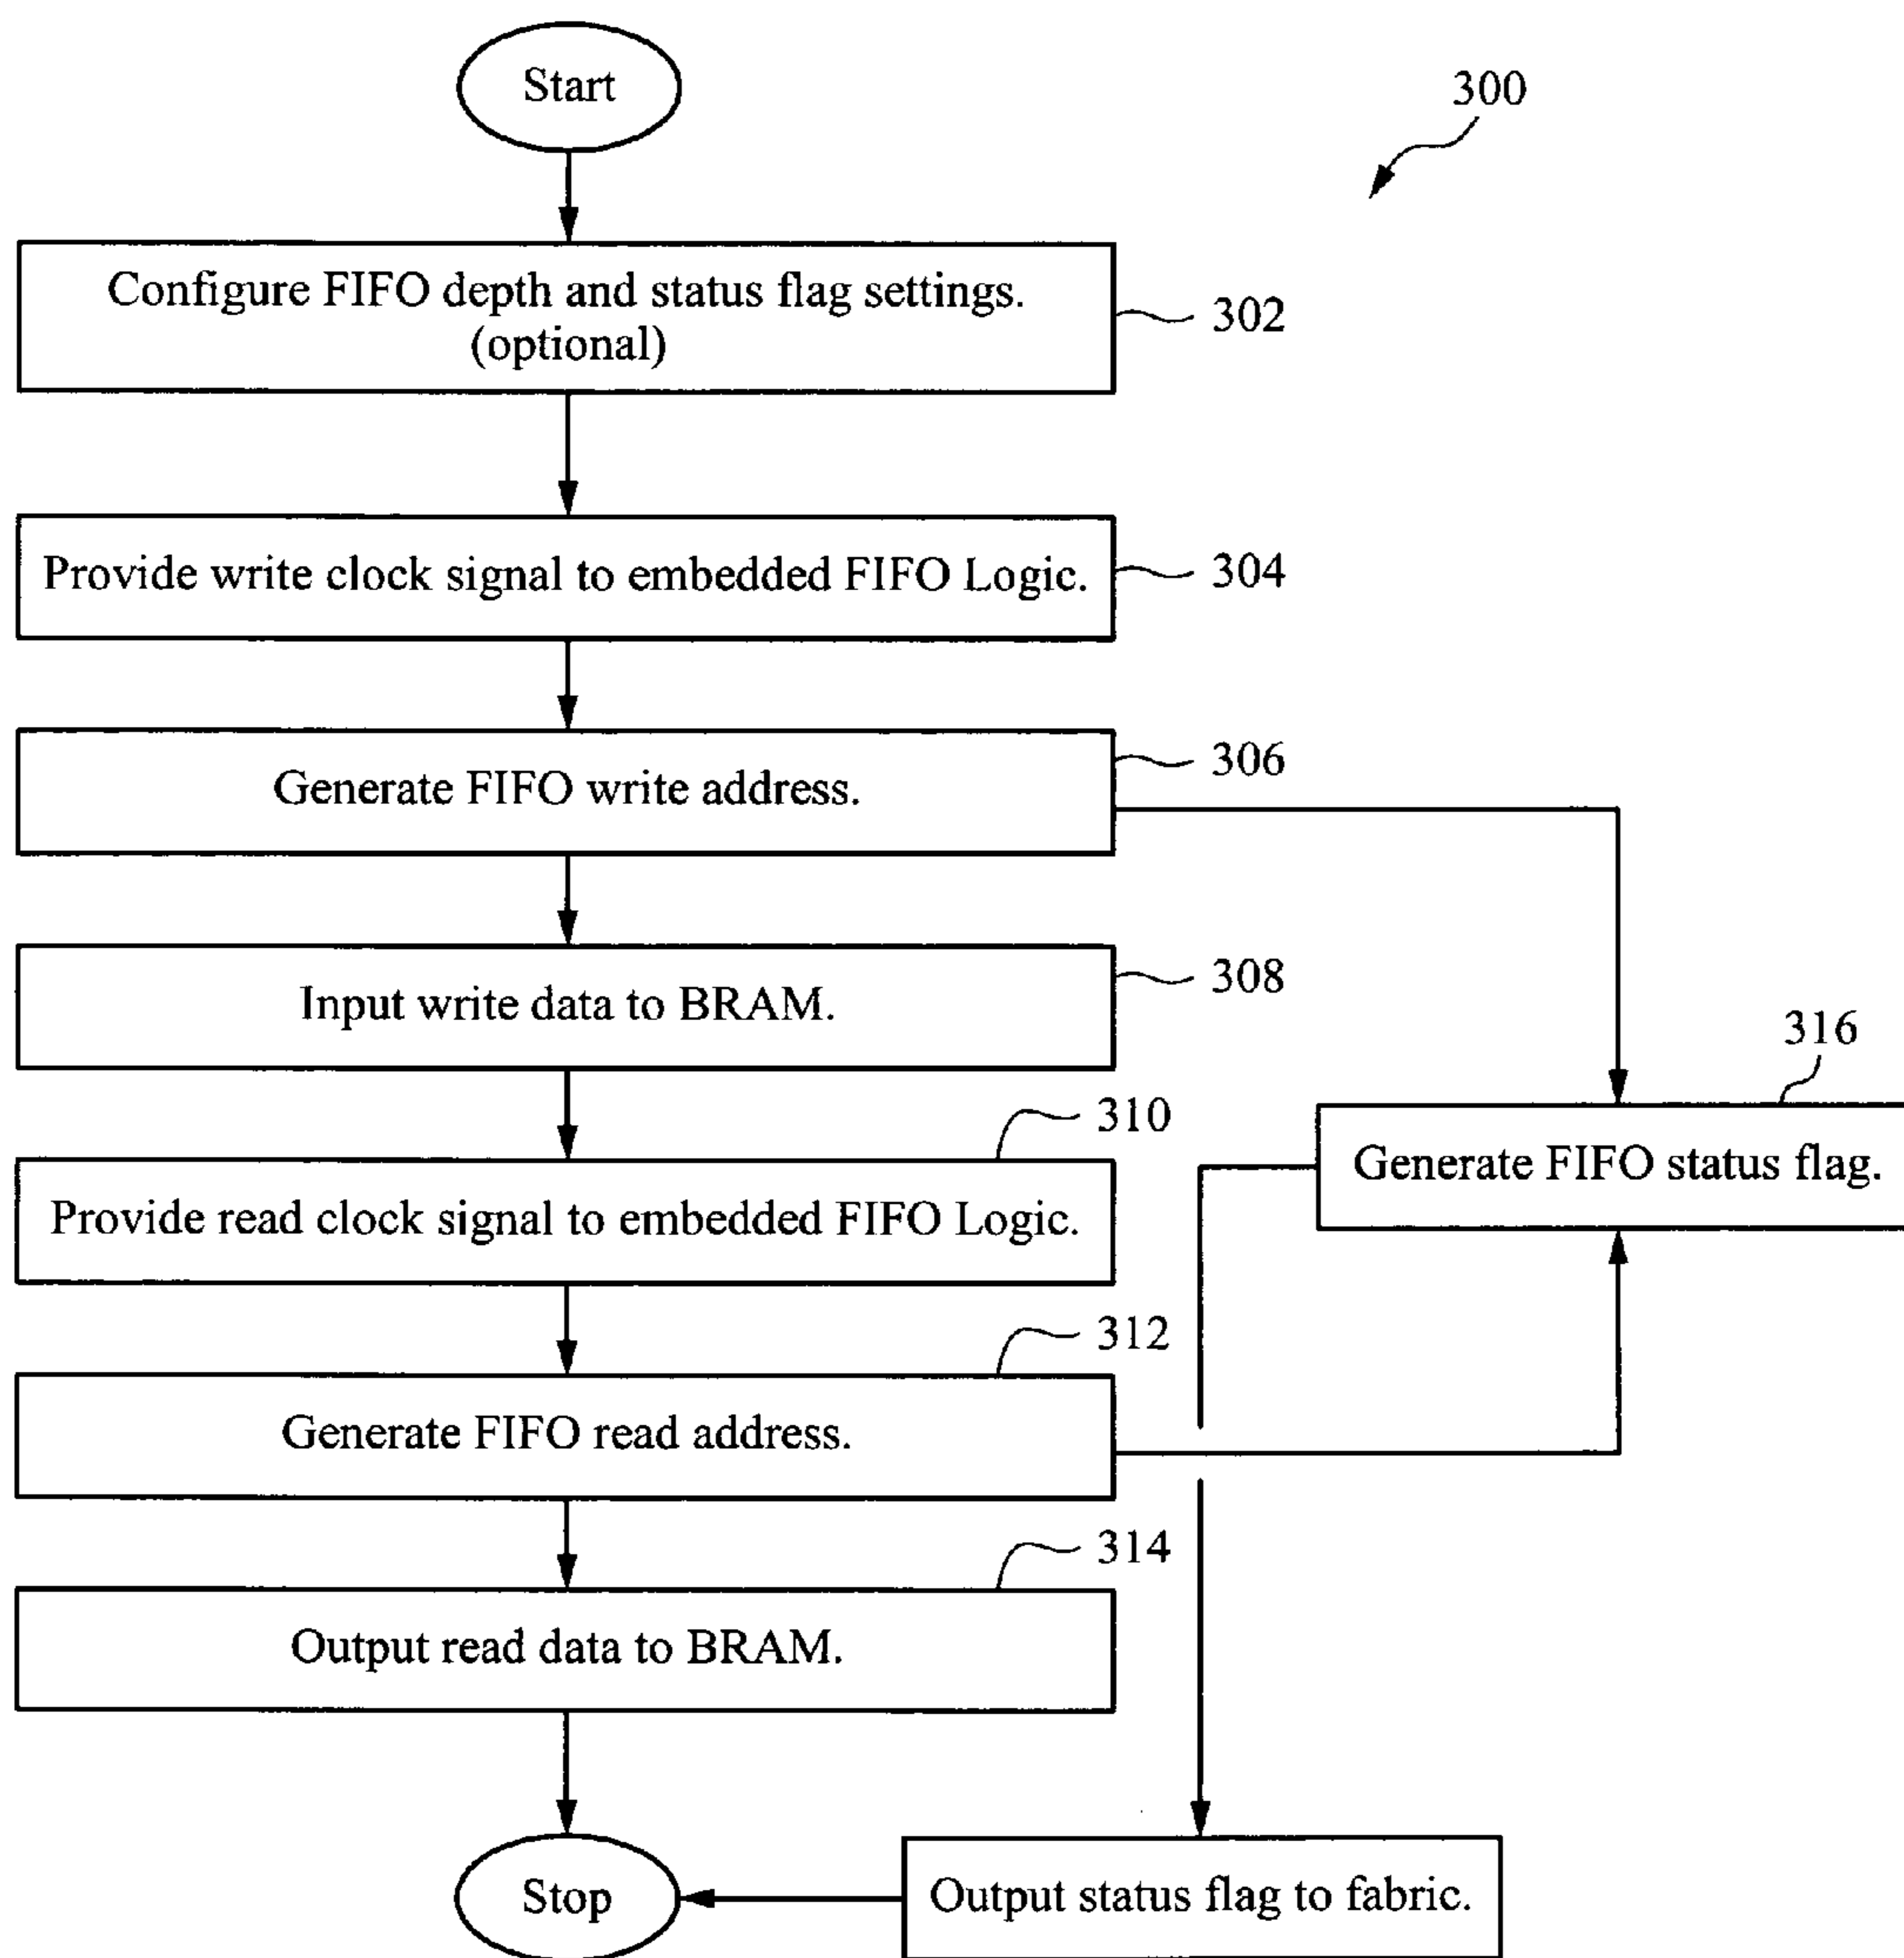 Start
300
Configure FIFO depth and status flag settings.
(optional)
302
Provide write clock signal to embedded FIFO Logic.
304
Generate FIFO write address.
306
Input write data to BRAM.
308
316
Generate FIFO status flag.
310
Provide read clock signal to embedded FIFO Logic.
312
Generate FIFO read address.
314
Output read data to BRAM.
Stop
Output status flag to fabric.